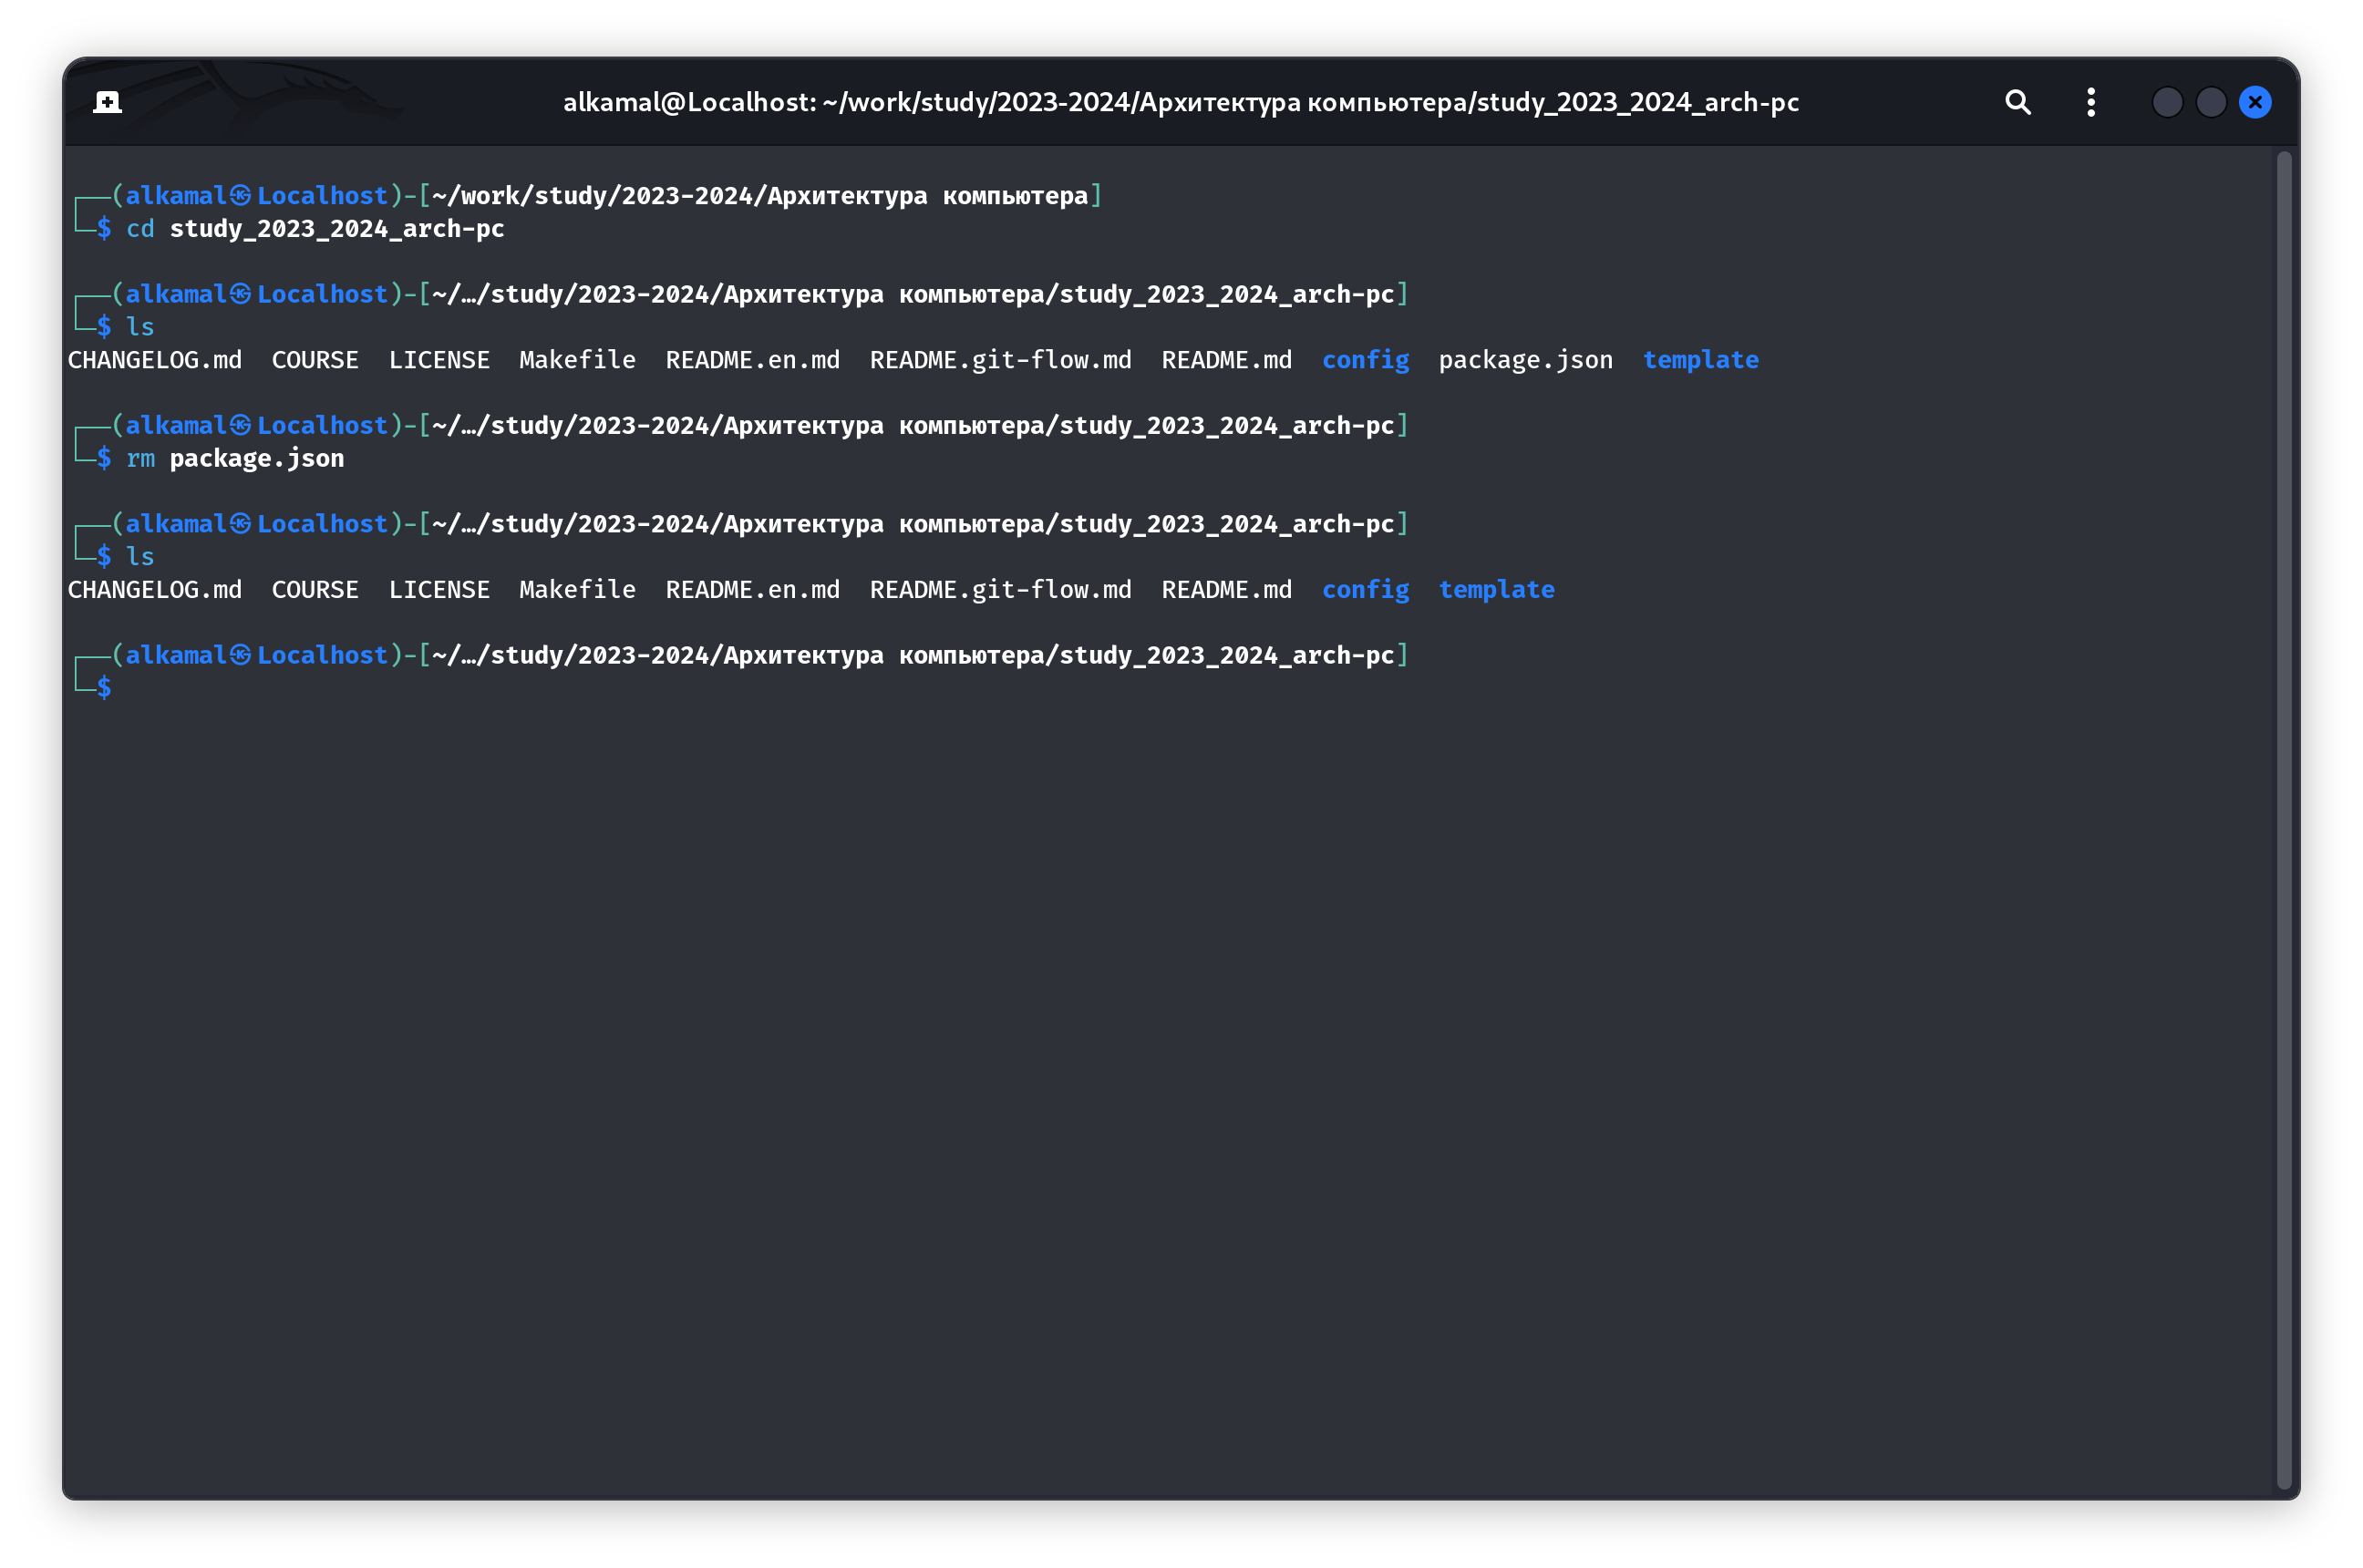 alkamal@Localhost: ~/work/study/2023-2024/Архитектура компьютера/study_2023_2024_arch-pc
┌──(alkamal㉿Localhost)-[~/work/study/2023-2024/Архитектура компьютера]
└─$ cd study_2023_2024_arch-pc
┌──(alkamal㉿Localhost)-[~/…/study/2023-2024/Архитектура компьютера/study_2023_2024_arch-pc]
└─$ ls
CHANGELOG.md  COURSE  LICENSE  Makefile  README.en.md  README.git-flow.md  README.md  config  package.json  template
┌──(alkamal㉿Localhost)-[~/…/study/2023-2024/Архитектура компьютера/study_2023_2024_arch-pc]
└─$ rm package.json
┌──(alkamal㉿Localhost)-[~/…/study/2023-2024/Архитектура компьютера/study_2023_2024_arch-pc]
└─$ ls
CHANGELOG.md  COURSE  LICENSE  Makefile  README.en.md  README.git-flow.md  README.md  config  template
┌──(alkamal㉿Localhost)-[~/…/study/2023-2024/Архитектура компьютера/study_2023_2024_arch-pc]
└─$